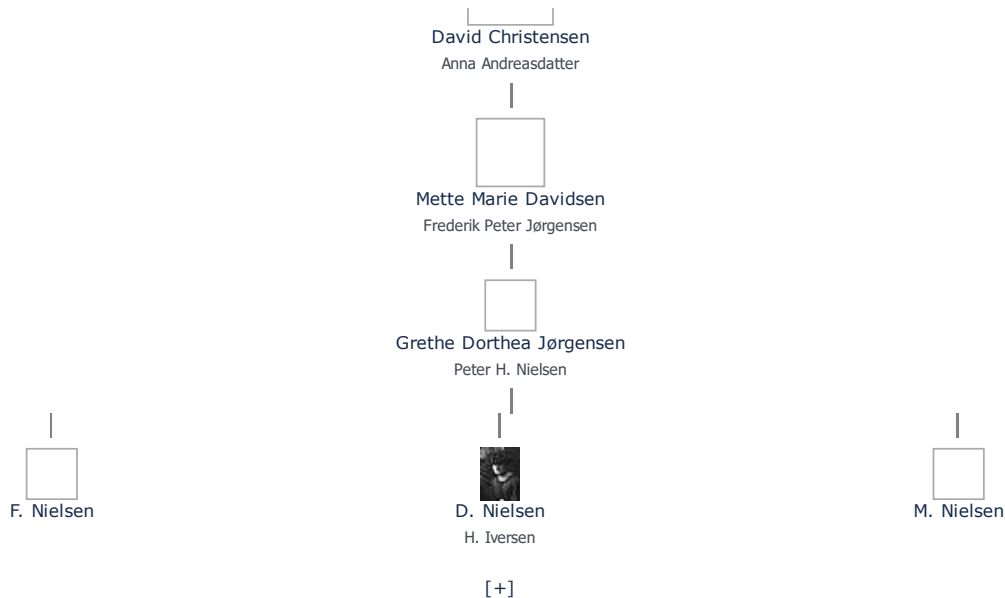 David Christensen
Anna Andreasdatter
Mette Marie Davidsen
Frederik Peter Jørgensen
Grethe Dorthea Jørgensen
Peter H. Nielsen
F. Nielsen
D. Nielsen
M. Nielsen
H. Iversen
[+]